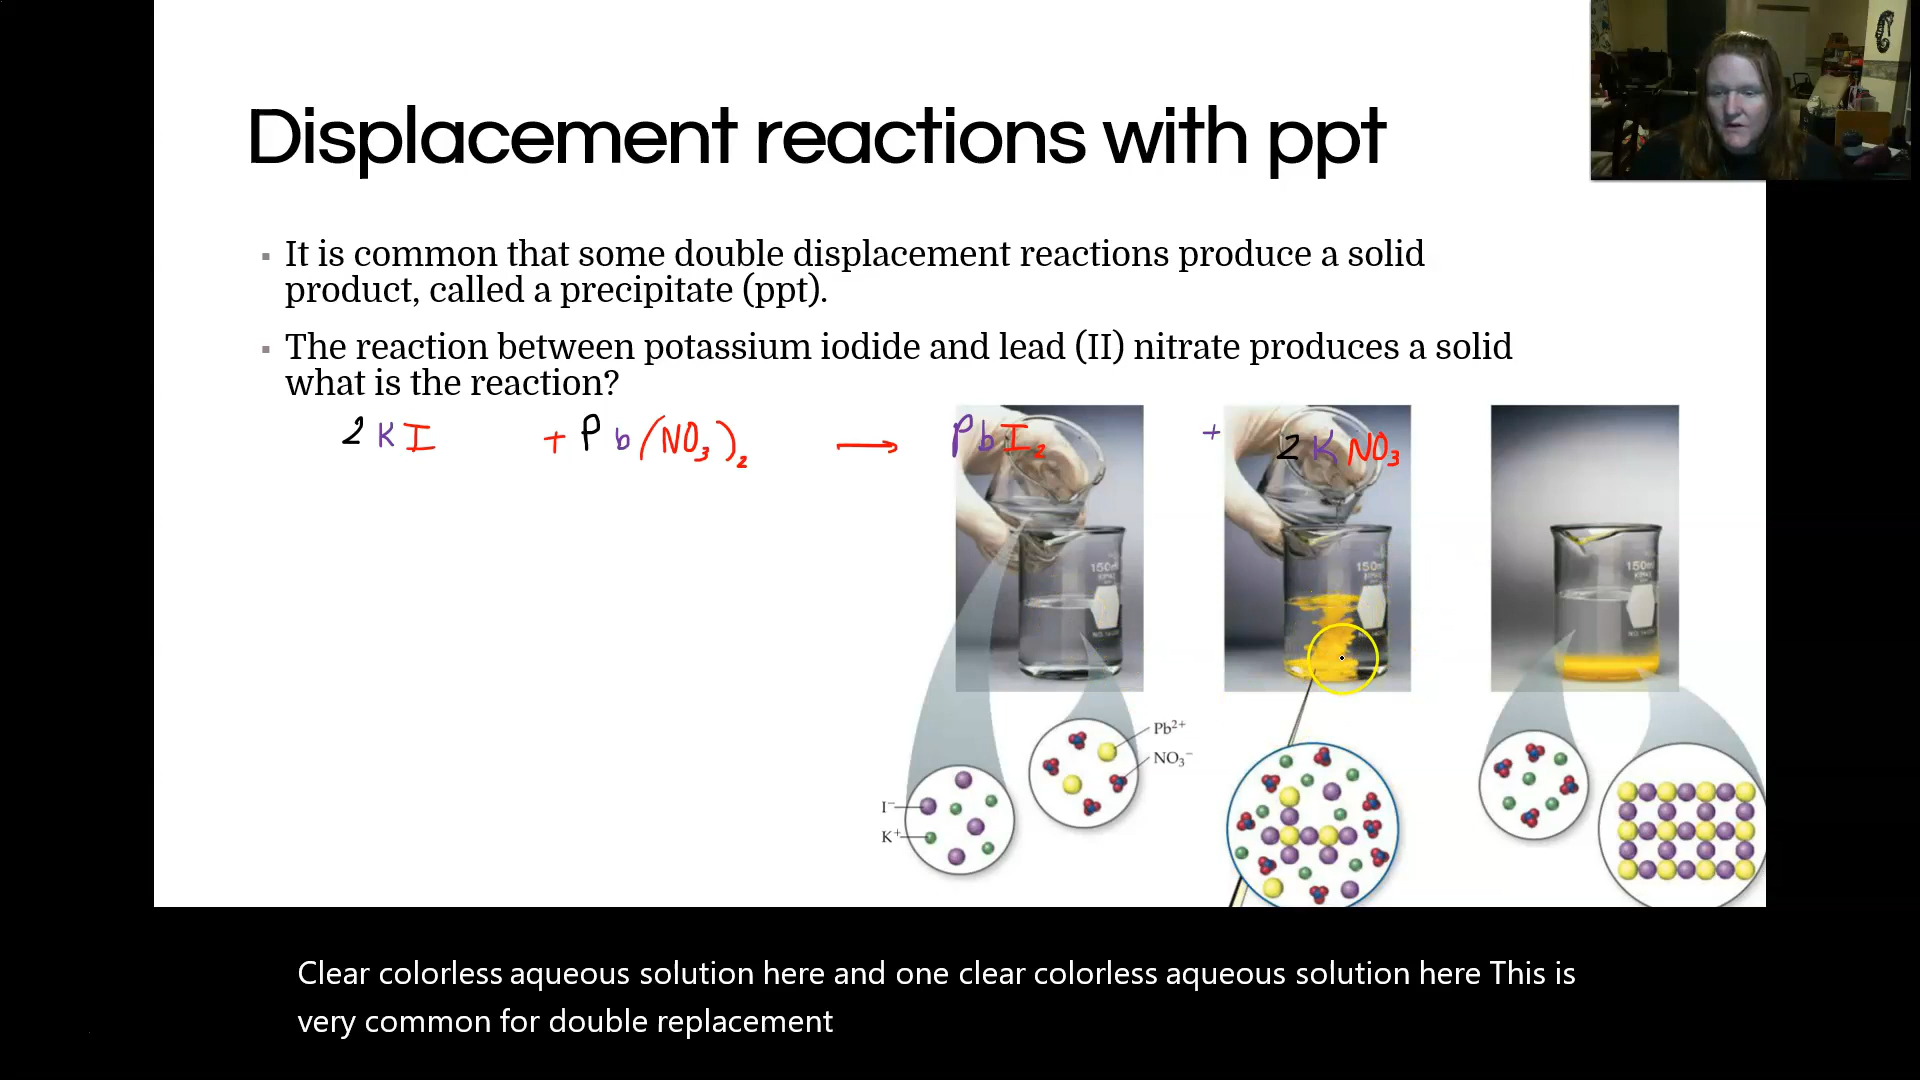 Displacement reactions with ppt
▪ It is common that some double displacement reactions produce a solid
product, called a precipitate (ppt).
▪ The reaction between potassium iodide and lead (II) nitrate produces a solid
what is the reaction?
2 K I + Pb(NO₃)₂ → PbI₂ + 2 K NO₃
150ml
150ml
150ml
Pb²⁺
NO₃⁻
I⁻
K⁺
Clear colorless aqueous solution here and one clear colorless aqueous solution here This is
very common for double replacement